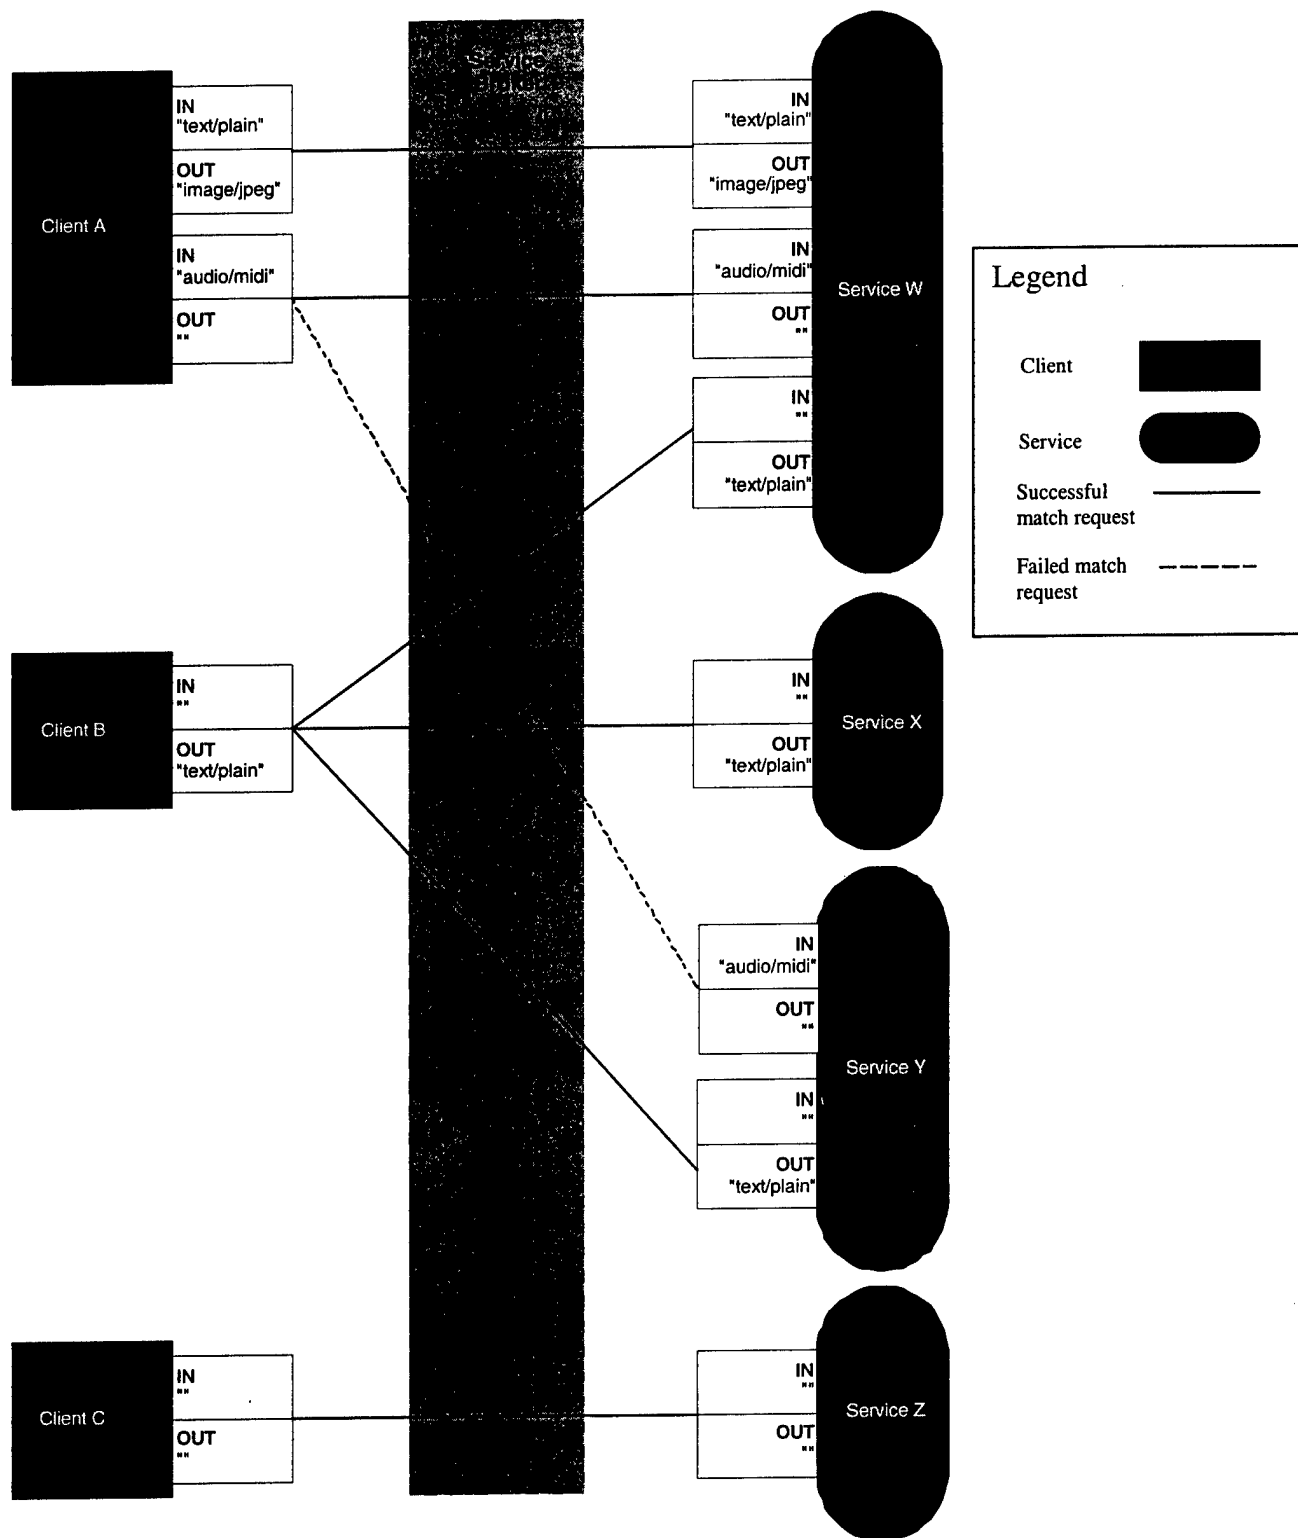 Service
Broker
IN
"text/plain"
OUT
"image/jpeg"
Client A
IN
"audio/midi"
OUT
""
IN
"text/plain"
OUT
"image/jpeg"
IN
"audio/midi"
OUT
""
IN
""
OUT
"text/plain"
Service W
Legend
Client
Service
Successful
match request
Failed match
request
Client B
IN
""
OUT
"text/plain"
IN
""
OUT
"text/plain"
Service X
IN
"audio/midi"
OUT
""
IN
""
OUT
"text/plain"
Service Y
Client C
IN
""
OUT
""
IN
""
OUT
""
Service Z